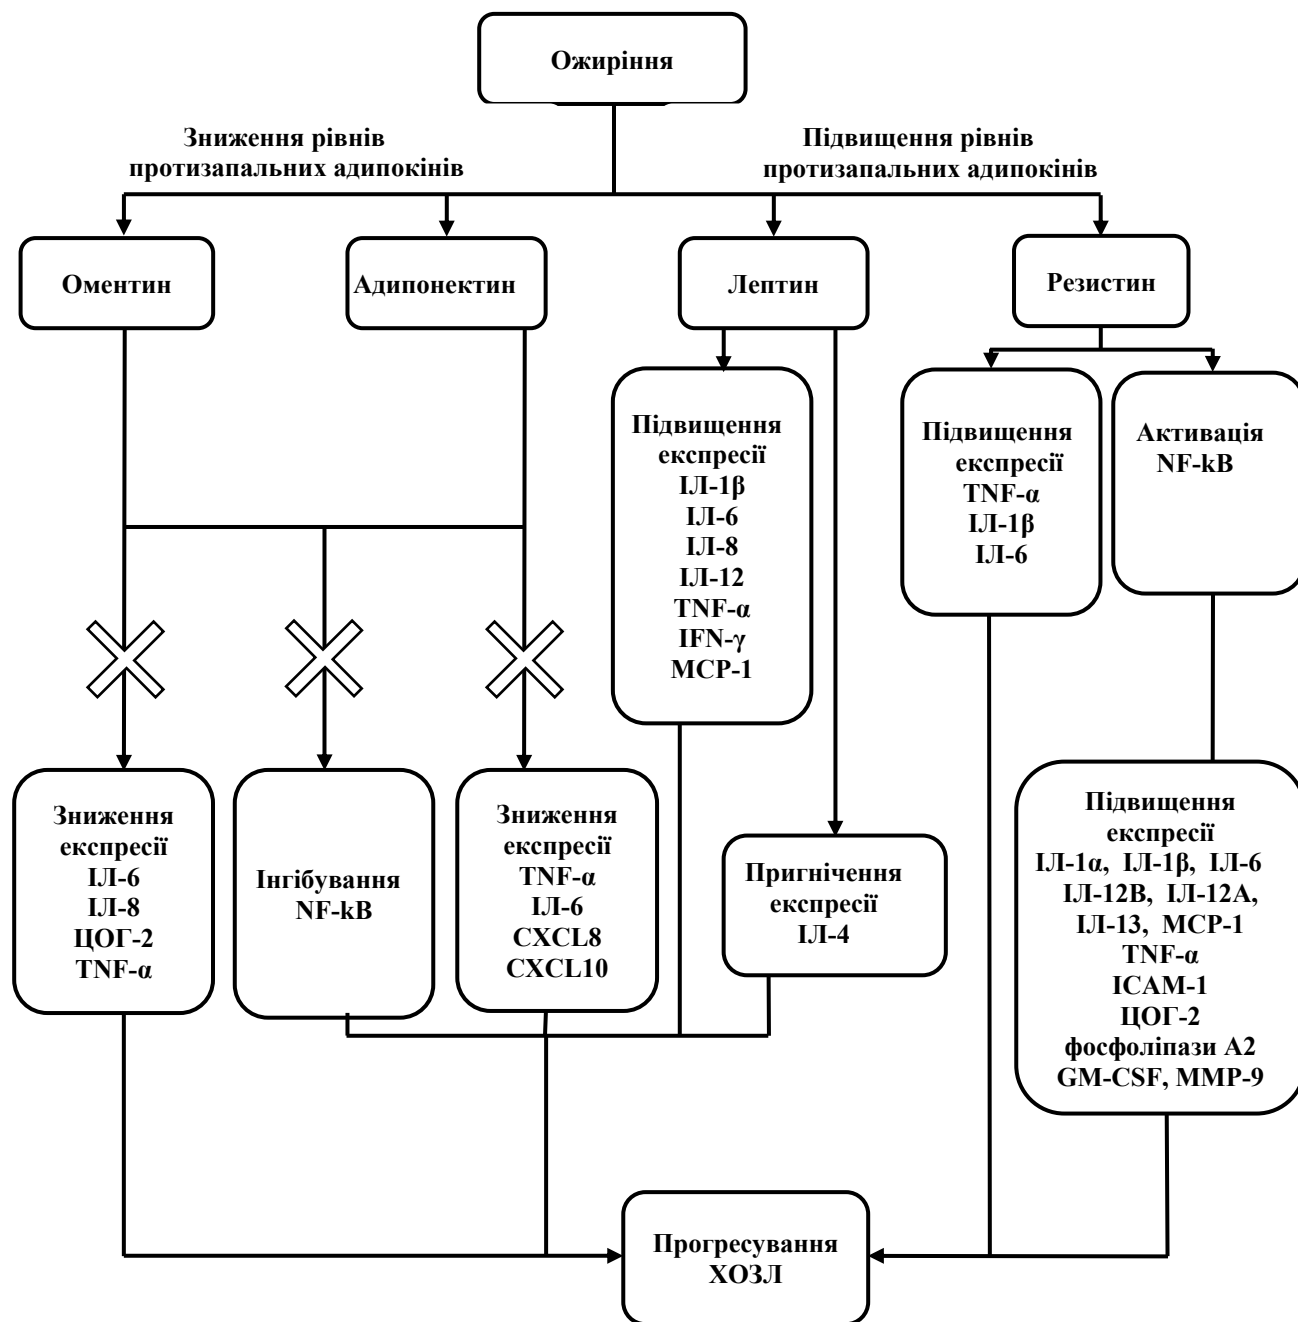 Ожиріння
Зниження рівнів
протизапальних адипокінів
Підвищення рівнів
протизапальних адипокінів
Оментин
Адипонектин
Лептин
Резистин
Підвищення
експресії
ІЛ-1β
ІЛ-6
ІЛ-8
ІЛ-12
TNF-α
IFN-γ
MCP-1
Підвищення
експресії
TNF-α
ІЛ-1β
ІЛ-6
Активація
NF-kB
Зниження
експресії
ІЛ-6
ІЛ-8
ЦОГ-2
TNF-α
Інгібування
NF-kB
Зниження
експресії
TNF-α
ІЛ-6
CXCL8
CXCL10
Пригнічення
експресії
ІЛ-4
Підвищення
експресії
ІЛ-1α, ІЛ-1β, ІЛ-6
ІЛ-12В, ІЛ-12А,
ІЛ-13, MCP-1
TNF-α
ICAM-1
ЦОГ-2
фосфоліпази А2
GM-CSF, MMP-9
Прогресування
ХОЗЛ